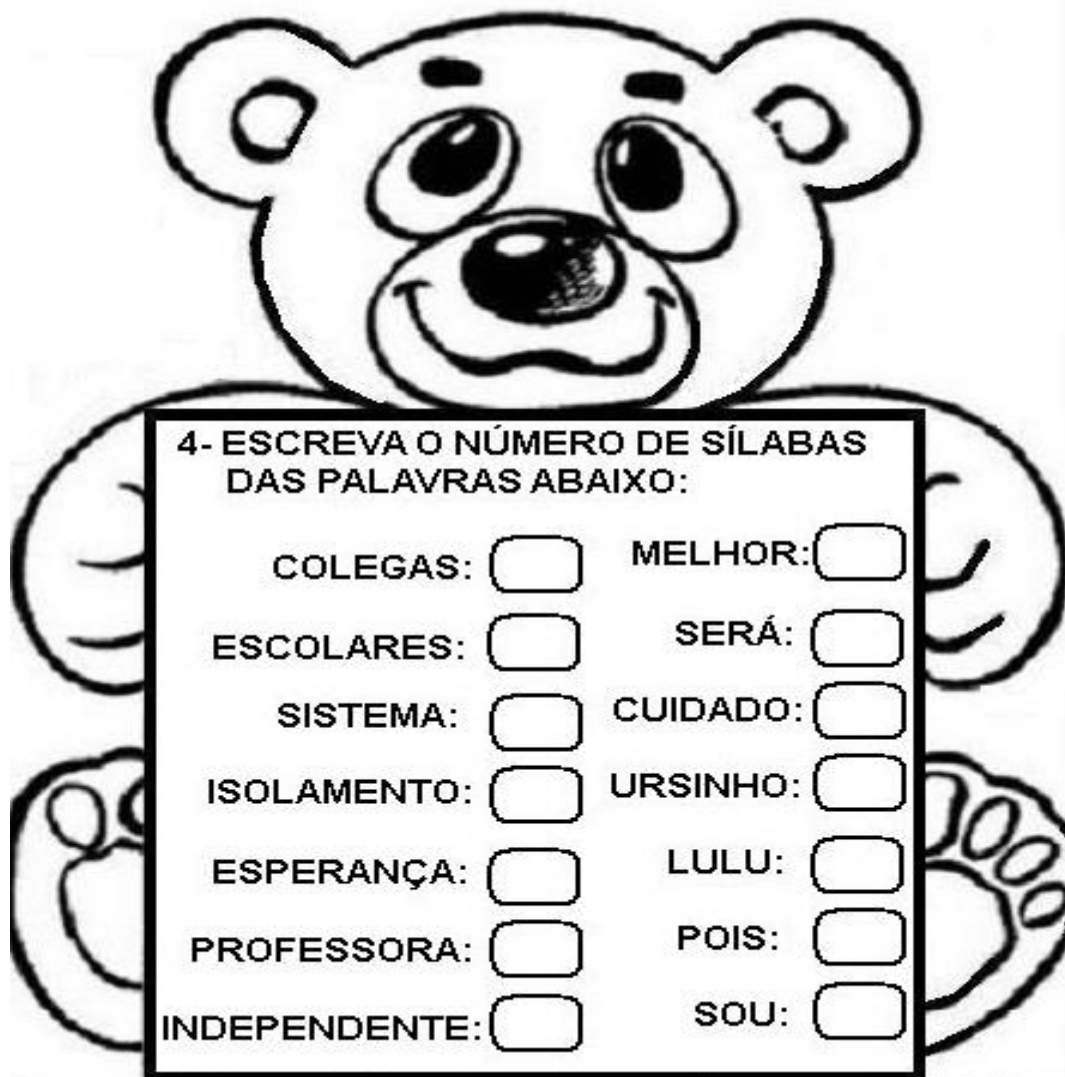 4- ESCREVA O NÚMERO DE SÍLABAS
DAS PALAVRAS ABAIXO:
COLEGAS:
ESCOLARES:
SISTEMA:
ISOLAMENTO:
ESPERANÇA:
PROFESSORA:
INDEPENDENTE:
MELHOR:
SERÁ:
CUIDADO:
URSINHO:
LULU:
POIS:
SOU: